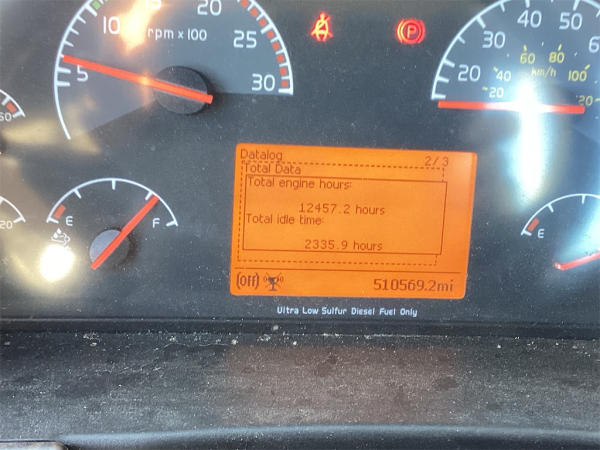 10
20
rpm x 100
5
25
30
P
20
30
40
50
60
80
40
km/h
100
20
120
Datalog 2/3
Total Data
Total engine hours:
12457.2 hours
Total idle time:
2335.9 hours
(off) 510569.2mi
E F
E
Ultra Low Sulfur Diesel Fuel Only